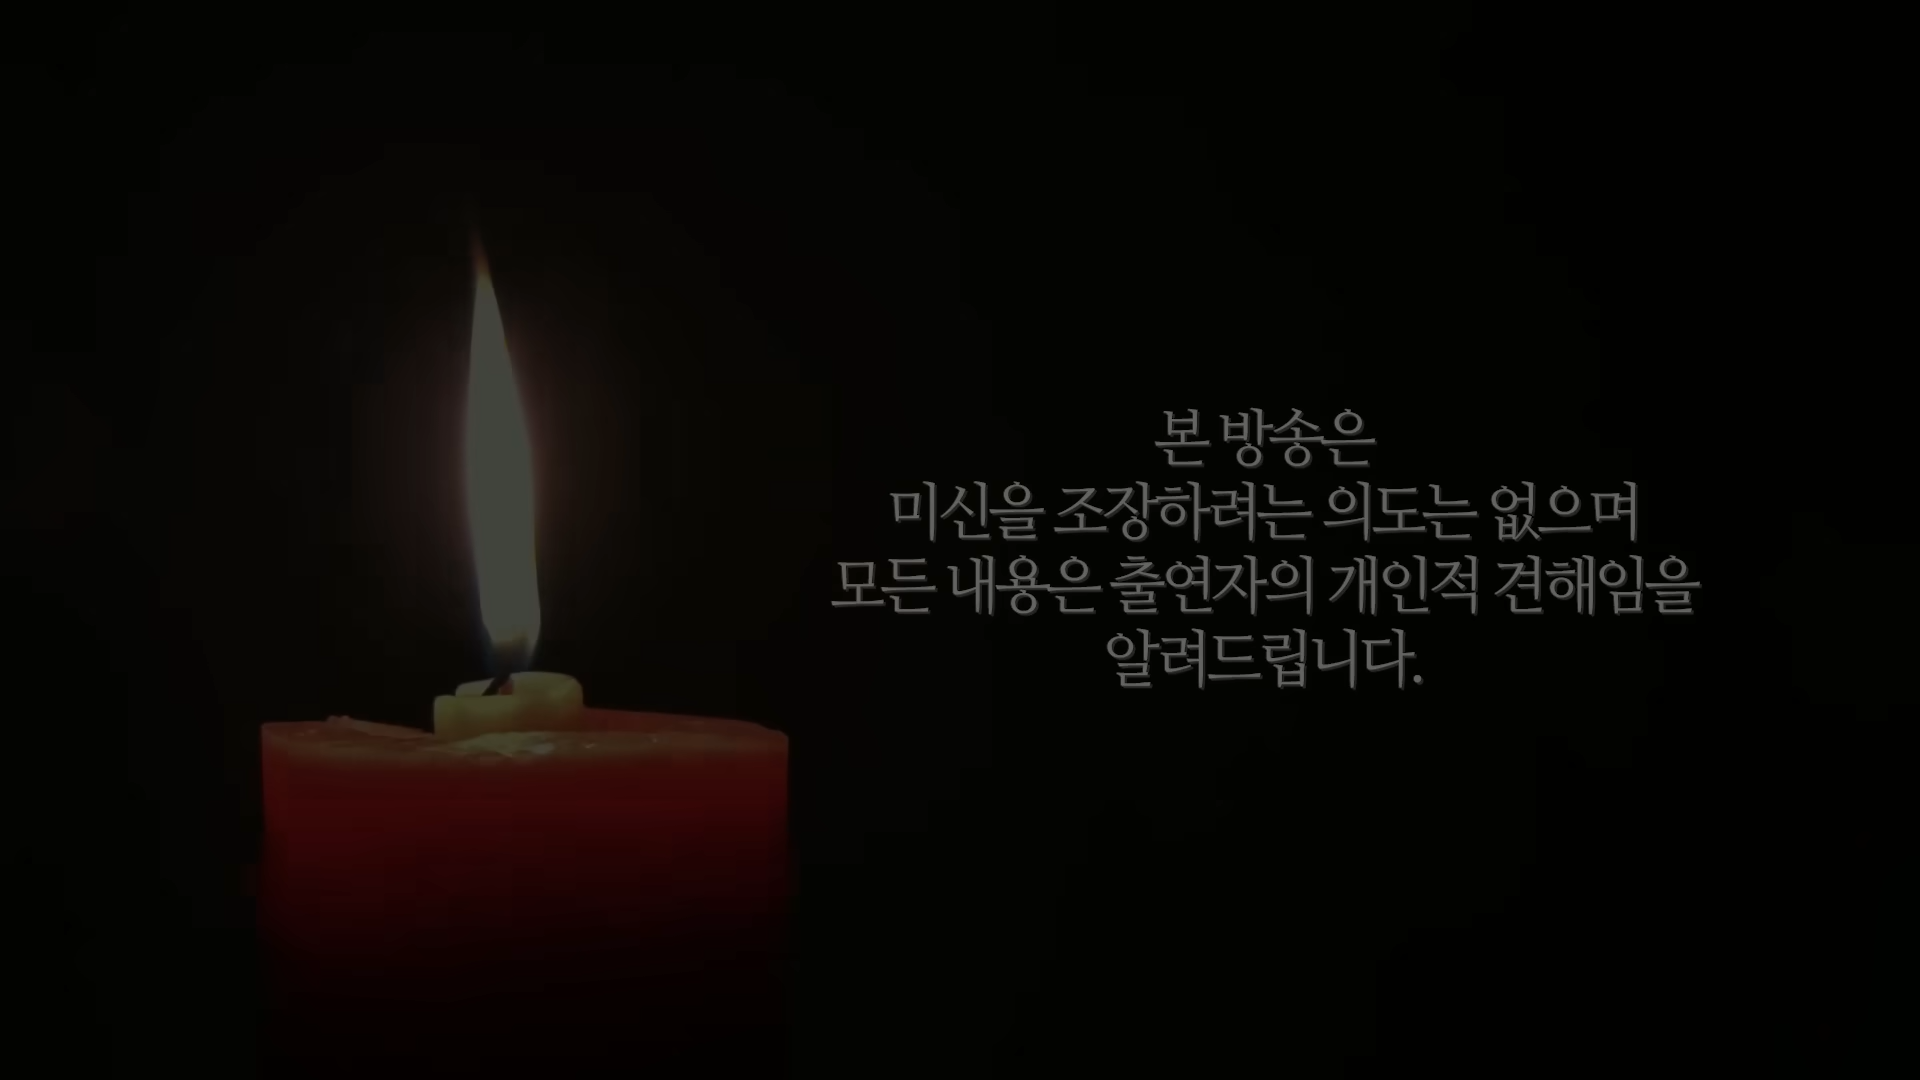 본 방송은
미신을 조장하려는 의도는 없으며
모든 내용은 출연자의 개인적 견해임을
알려드립니다.